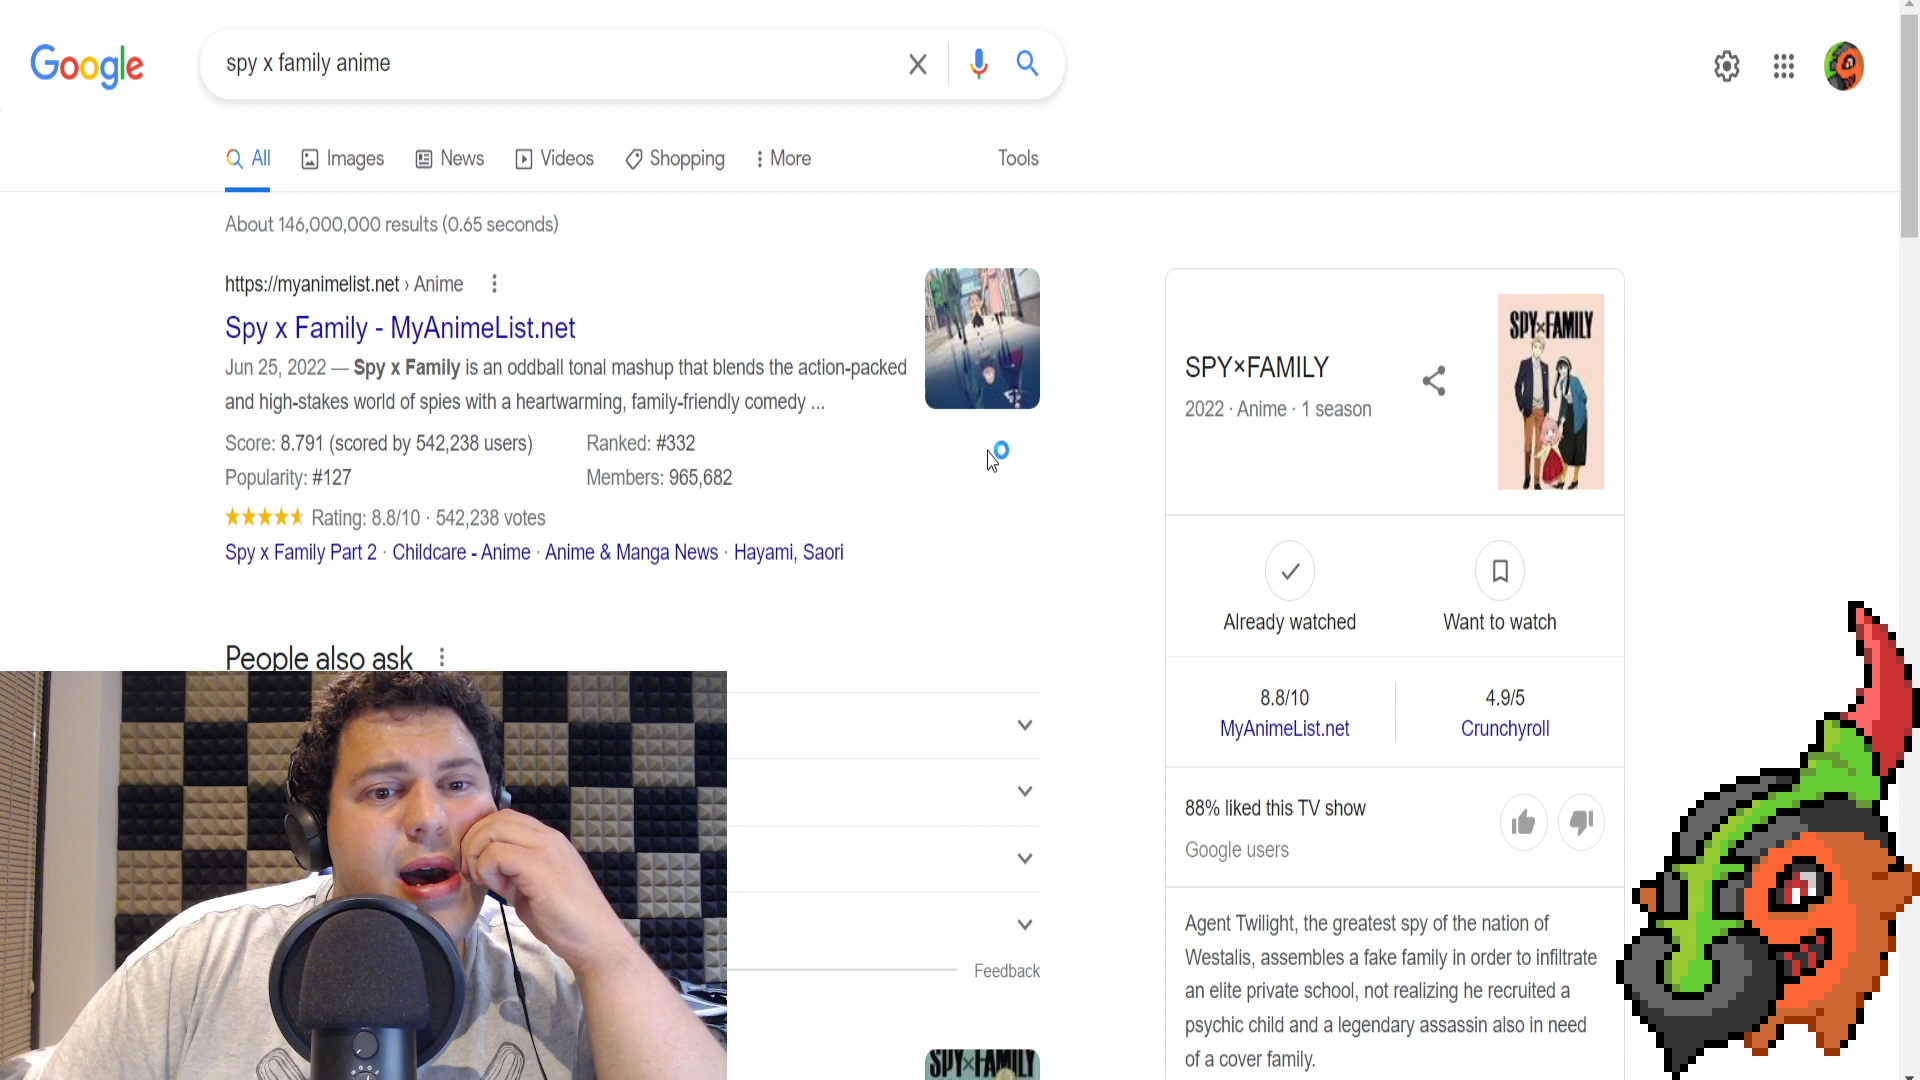 Google
spy x family anime
All
Images
News
Videos
Shopping
More
Tools
About 146,000,000 results (0.65 seconds)
https://myanimelist.net › Anime
Spy x Family - MyAnimeList.net
Jun 25, 2022 — Spy x Family is an oddball tonal mashup that blends the action-packed
and high-stakes world of spies with a heartwarming, family-friendly comedy ...
Score: 8.791 (scored by 542,238 users)
Ranked: #332
Popularity: #127
Members: 965,682
Rating: 8.8/10 · 542,238 votes
Spy x Family Part 2 · Childcare - Anime · Anime & Manga News · Hayami, Saori
People also ask
Feedback
SPY×FAMILY
SPY×FAMILY
2022 · Anime · 1 season
SPY×FAMILY
Already watched
Want to watch
8.8/10
MyAnimeList.net
4.9/5
Crunchyroll
88% liked this TV show
Google users
Agent Twilight, the greatest spy of the nation of
Westalis, assembles a fake family in order to infiltrate
an elite private school, not realizing he recruited a
psychic child and a legendary assassin also in need
of a cover family.